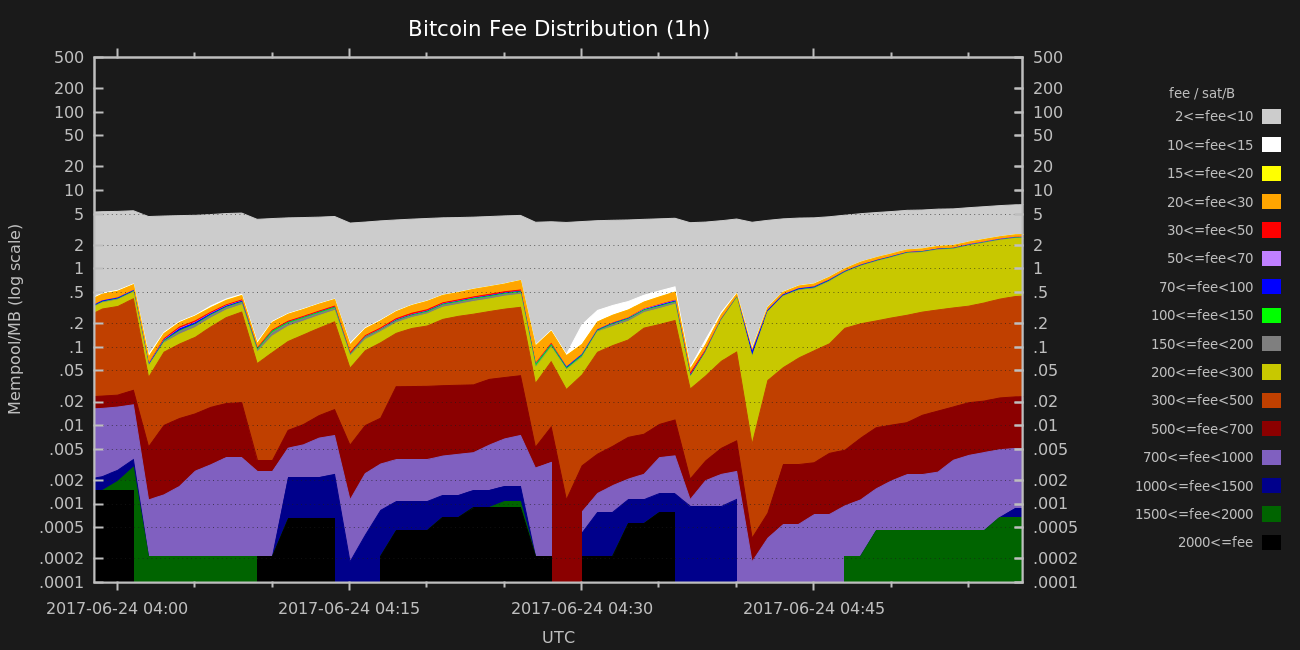 Bitcoin Fee Distribution (1h)
500 500
200 200
100 100
50 50
20 20
10 10
5 5
2 2
1 1
.5 .5
.2 .2
.1 .1
.05 .05
.02 .02
.01 .01
.005 .005
.002 .002
.001 .001
.0005 .0005
.0002 .0002
.0001 .0001
Mempool/MB (log scale)
2017-06-24 04:00 2017-06-24 04:15 2017-06-24 04:30 2017-06-24 04:45
UTC
fee / sat/B
2<=fee<10
10<=fee<15
15<=fee<20
20<=fee<30
30<=fee<50
50<=fee<70
70<=fee<100
100<=fee<150
150<=fee<200
200<=fee<300
300<=fee<500
500<=fee<700
700<=fee<1000
1000<=fee<1500
1500<=fee<2000
2000<=fee